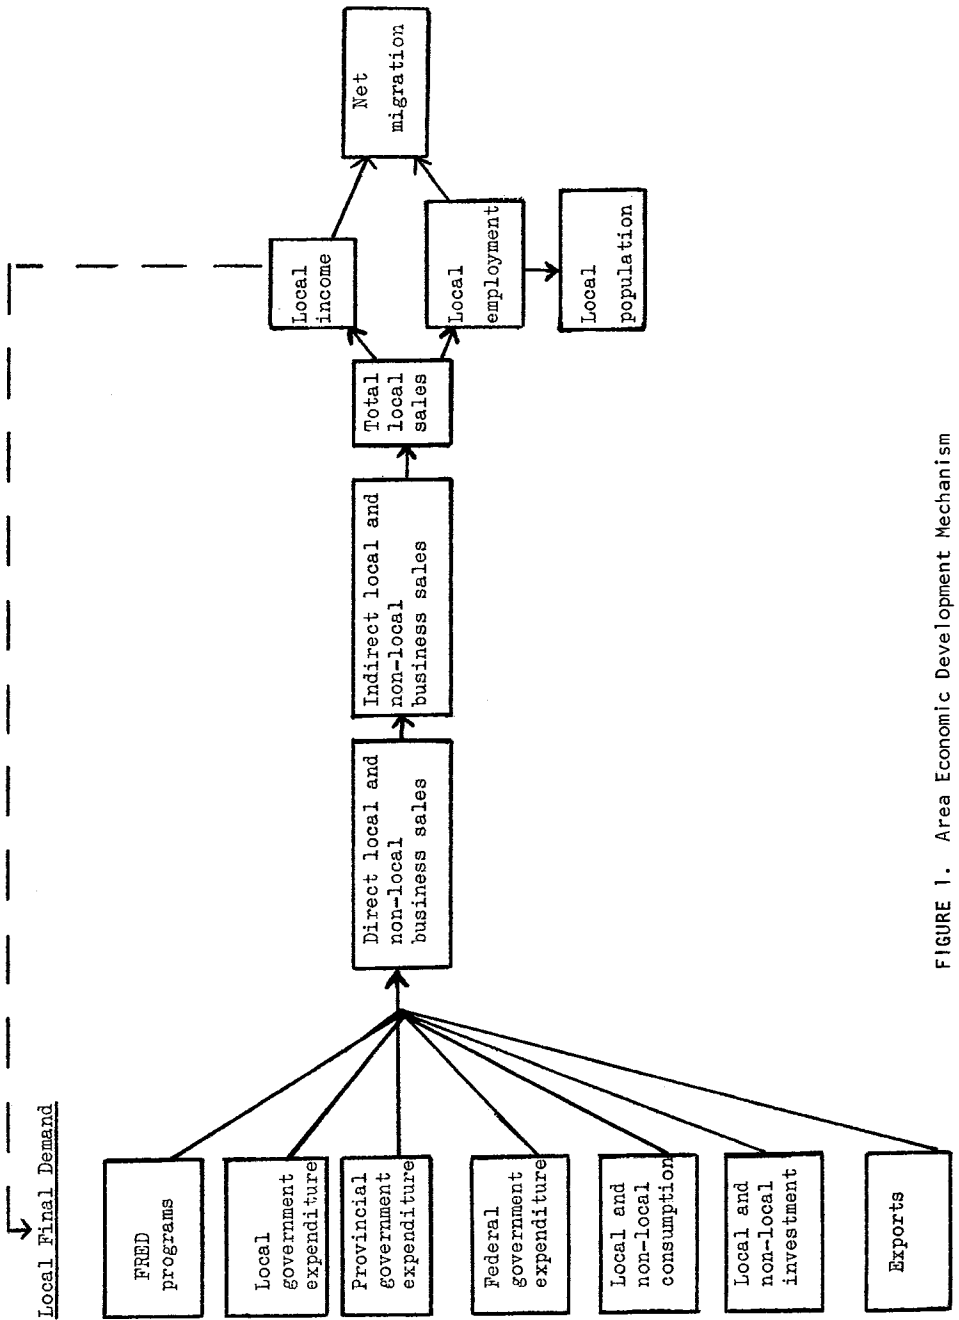 Local Final Demand
FRED
programs
Local
government
expenditure
Provincial
government
expenditure
Federal
government
expenditure
Local and
non-local
consumption
Local and
non-local
investment
Exports
Direct local and
non-local
business sales
Indirect local and
non-local
business sales
Total
local
sales
Local
income
Local
employment
Net
migration
Local
population
FIGURE 1. Area Economic Development Mechanism